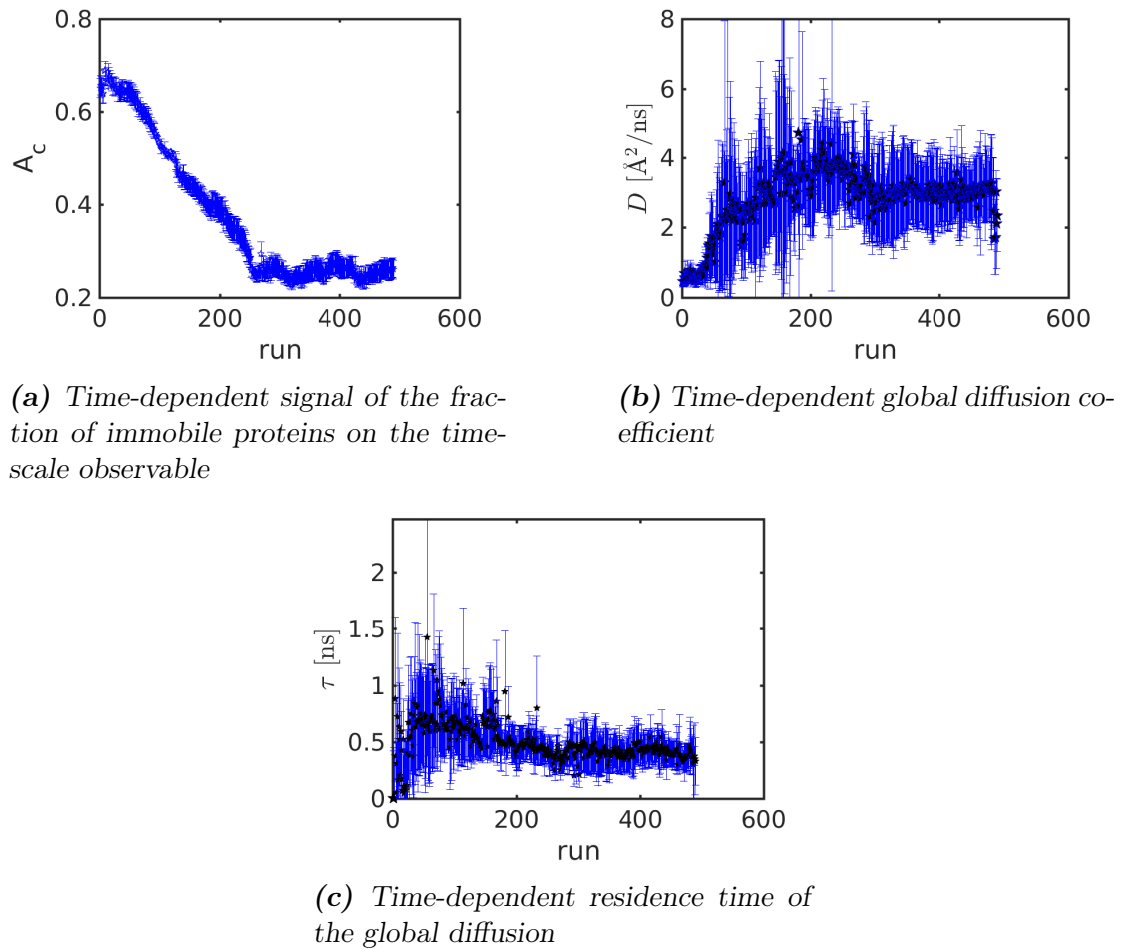 0.8
0.6
0.4
0.2
A_c
0 200 400 600
run
(a) Time-dependent signal of the frac-
tion of immobile proteins on the time-
scale observable
8
6
4
2
0
D [Å²/ns]
0 200 400 600
run
(b) Time-dependent global diffusion co-
efficient
2
1.5
1
0.5
0
τ [ns]
0 200 400 600
run
(c) Time-dependent residence time of
the global diffusion